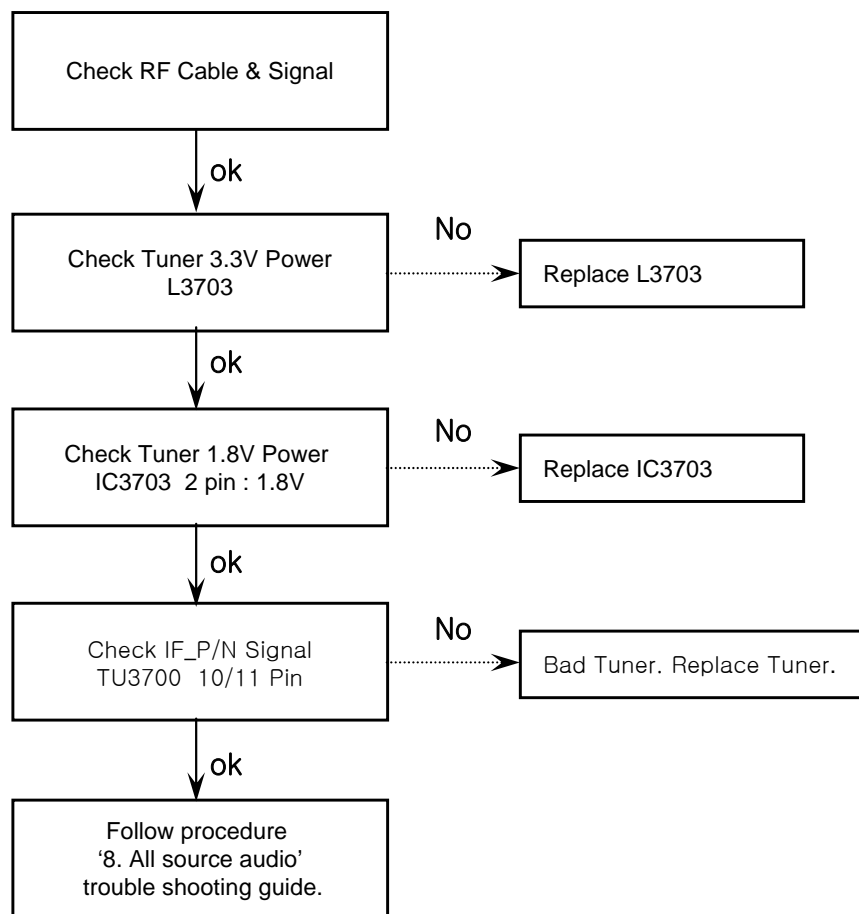 Check RF Cable & Signal
ok
Check Tuner 3.3V Power
L3703
No
Replace L3703
ok
Check Tuner 1.8V Power
IC3703  2 pin : 1.8V
No
Replace IC3703
ok
Check IF_P/N Signal
TU3700  10/11 Pin
No
Bad Tuner. Replace Tuner.
ok
Follow procedure
‘8. All source audio’
trouble shooting guide.